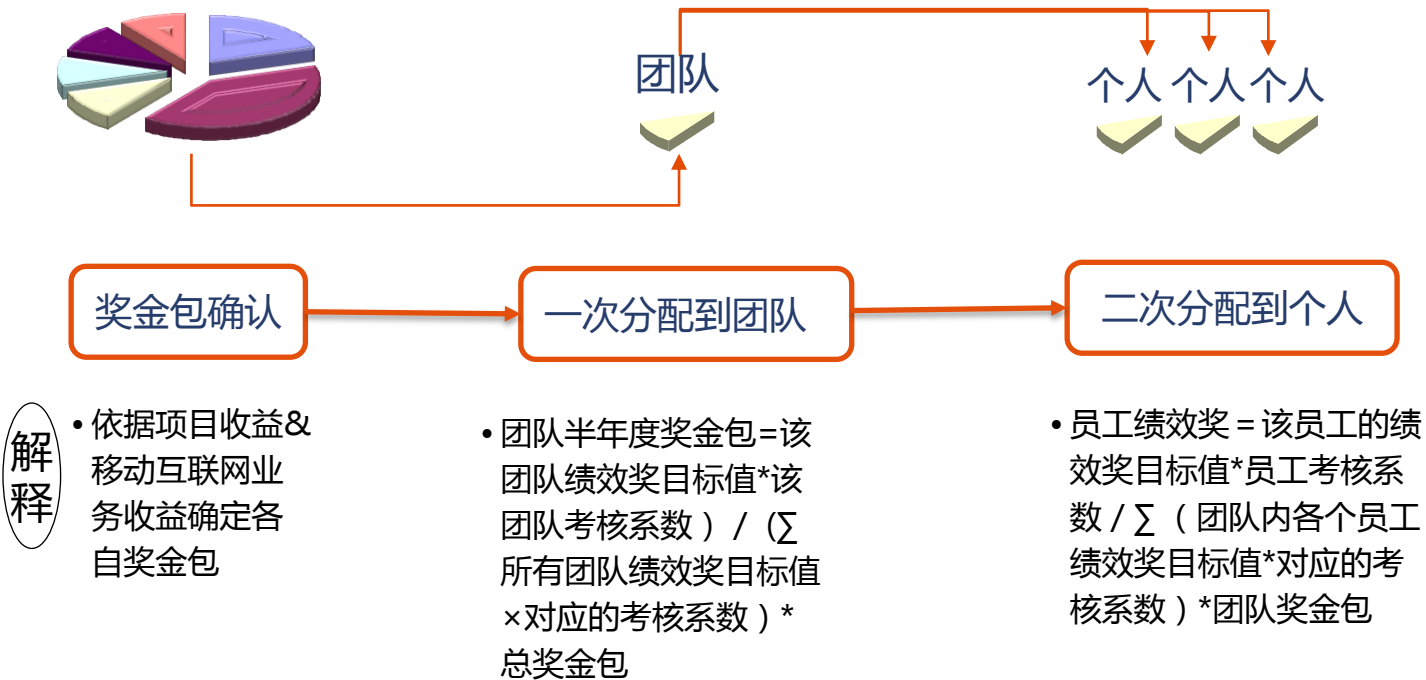 团队
个人 个人 个人
奖金包确认
一次分配到团队
二次分配到个人
解
释
• 依据项目收益&
移动互联网业
务收益确定各
自奖金包
• 团队半年度奖金包=该
团队绩效奖目标值*该
团队考核系数 ) / (∑
所有团队绩效奖目标值
×对应的考核系数 ) *
总奖金包
• 员工绩效奖 = 该员工的绩
效奖目标值*员工考核系
数 / ∑ ( 团队内各个员工
绩效奖目标值*对应的考
核系数 ) *团队奖金包